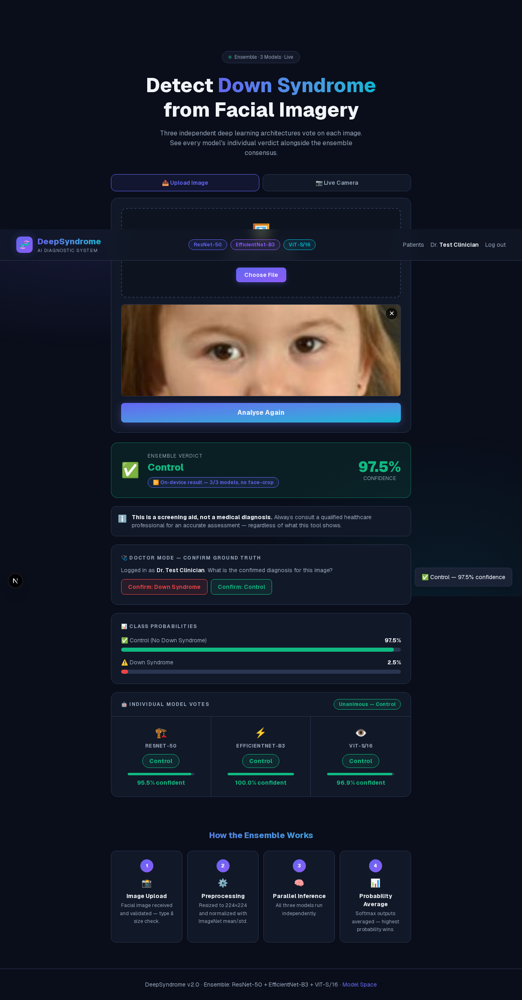 Ensemble · 3 Models · Live
Detect Down Syndrome
from Facial Imagery
Three independent deep learning architectures vote on each image.
See every model's individual verdict alongside the ensemble
consensus.
📤 Upload Image
📷 Live Camera
DeepSyndrome
AI DIAGNOSTIC SYSTEM
ResNet-50
EfficientNet-B3
ViT-S/16
Patients
Dr. Test Clinician
Log out
Choose File
✕
Analyse Again
ENSEMBLE VERDICT
Control
On-device result — 3/3 models, no face-crop
97.5%
CONFIDENCE
This is a screening aid, not a medical diagnosis. Always consult a qualified healthcare
professional for an accurate assessment — regardless of what this tool shows.
🩺 DOCTOR MODE — CONFIRM GROUND TRUTH
Logged in as Dr. Test Clinician. What is the confirmed diagnosis for this image?
Confirm: Down Syndrome
Confirm: Control
N
✅ Control — 97.5% confidence
📊 CLASS PROBABILITIES
✅ Control (No Down Syndrome)
97.5%
⚠️ Down Syndrome
2.5%
🤖 INDIVIDUAL MODEL VOTES
Unanimous — Control
RESNET-50
Control
95.5% confident
EFFICIENTNET-B3
Control
100.0% confident
VIT-S/16
Control
96.9% confident
How the Ensemble Works
1
Image Upload
Facial image received
and validated — type &
size check.
2
Preprocessing
Resized to 224×224
and normalized with
ImageNet mean/std.
3
Parallel Inference
All three models run
independently.
4
Probability
Average
Softmax outputs
averaged — highest
probability wins.
DeepSyndrome v2.0 · Ensemble: ResNet-50 + EfficientNet-B3 + ViT-S/16 · Model Space